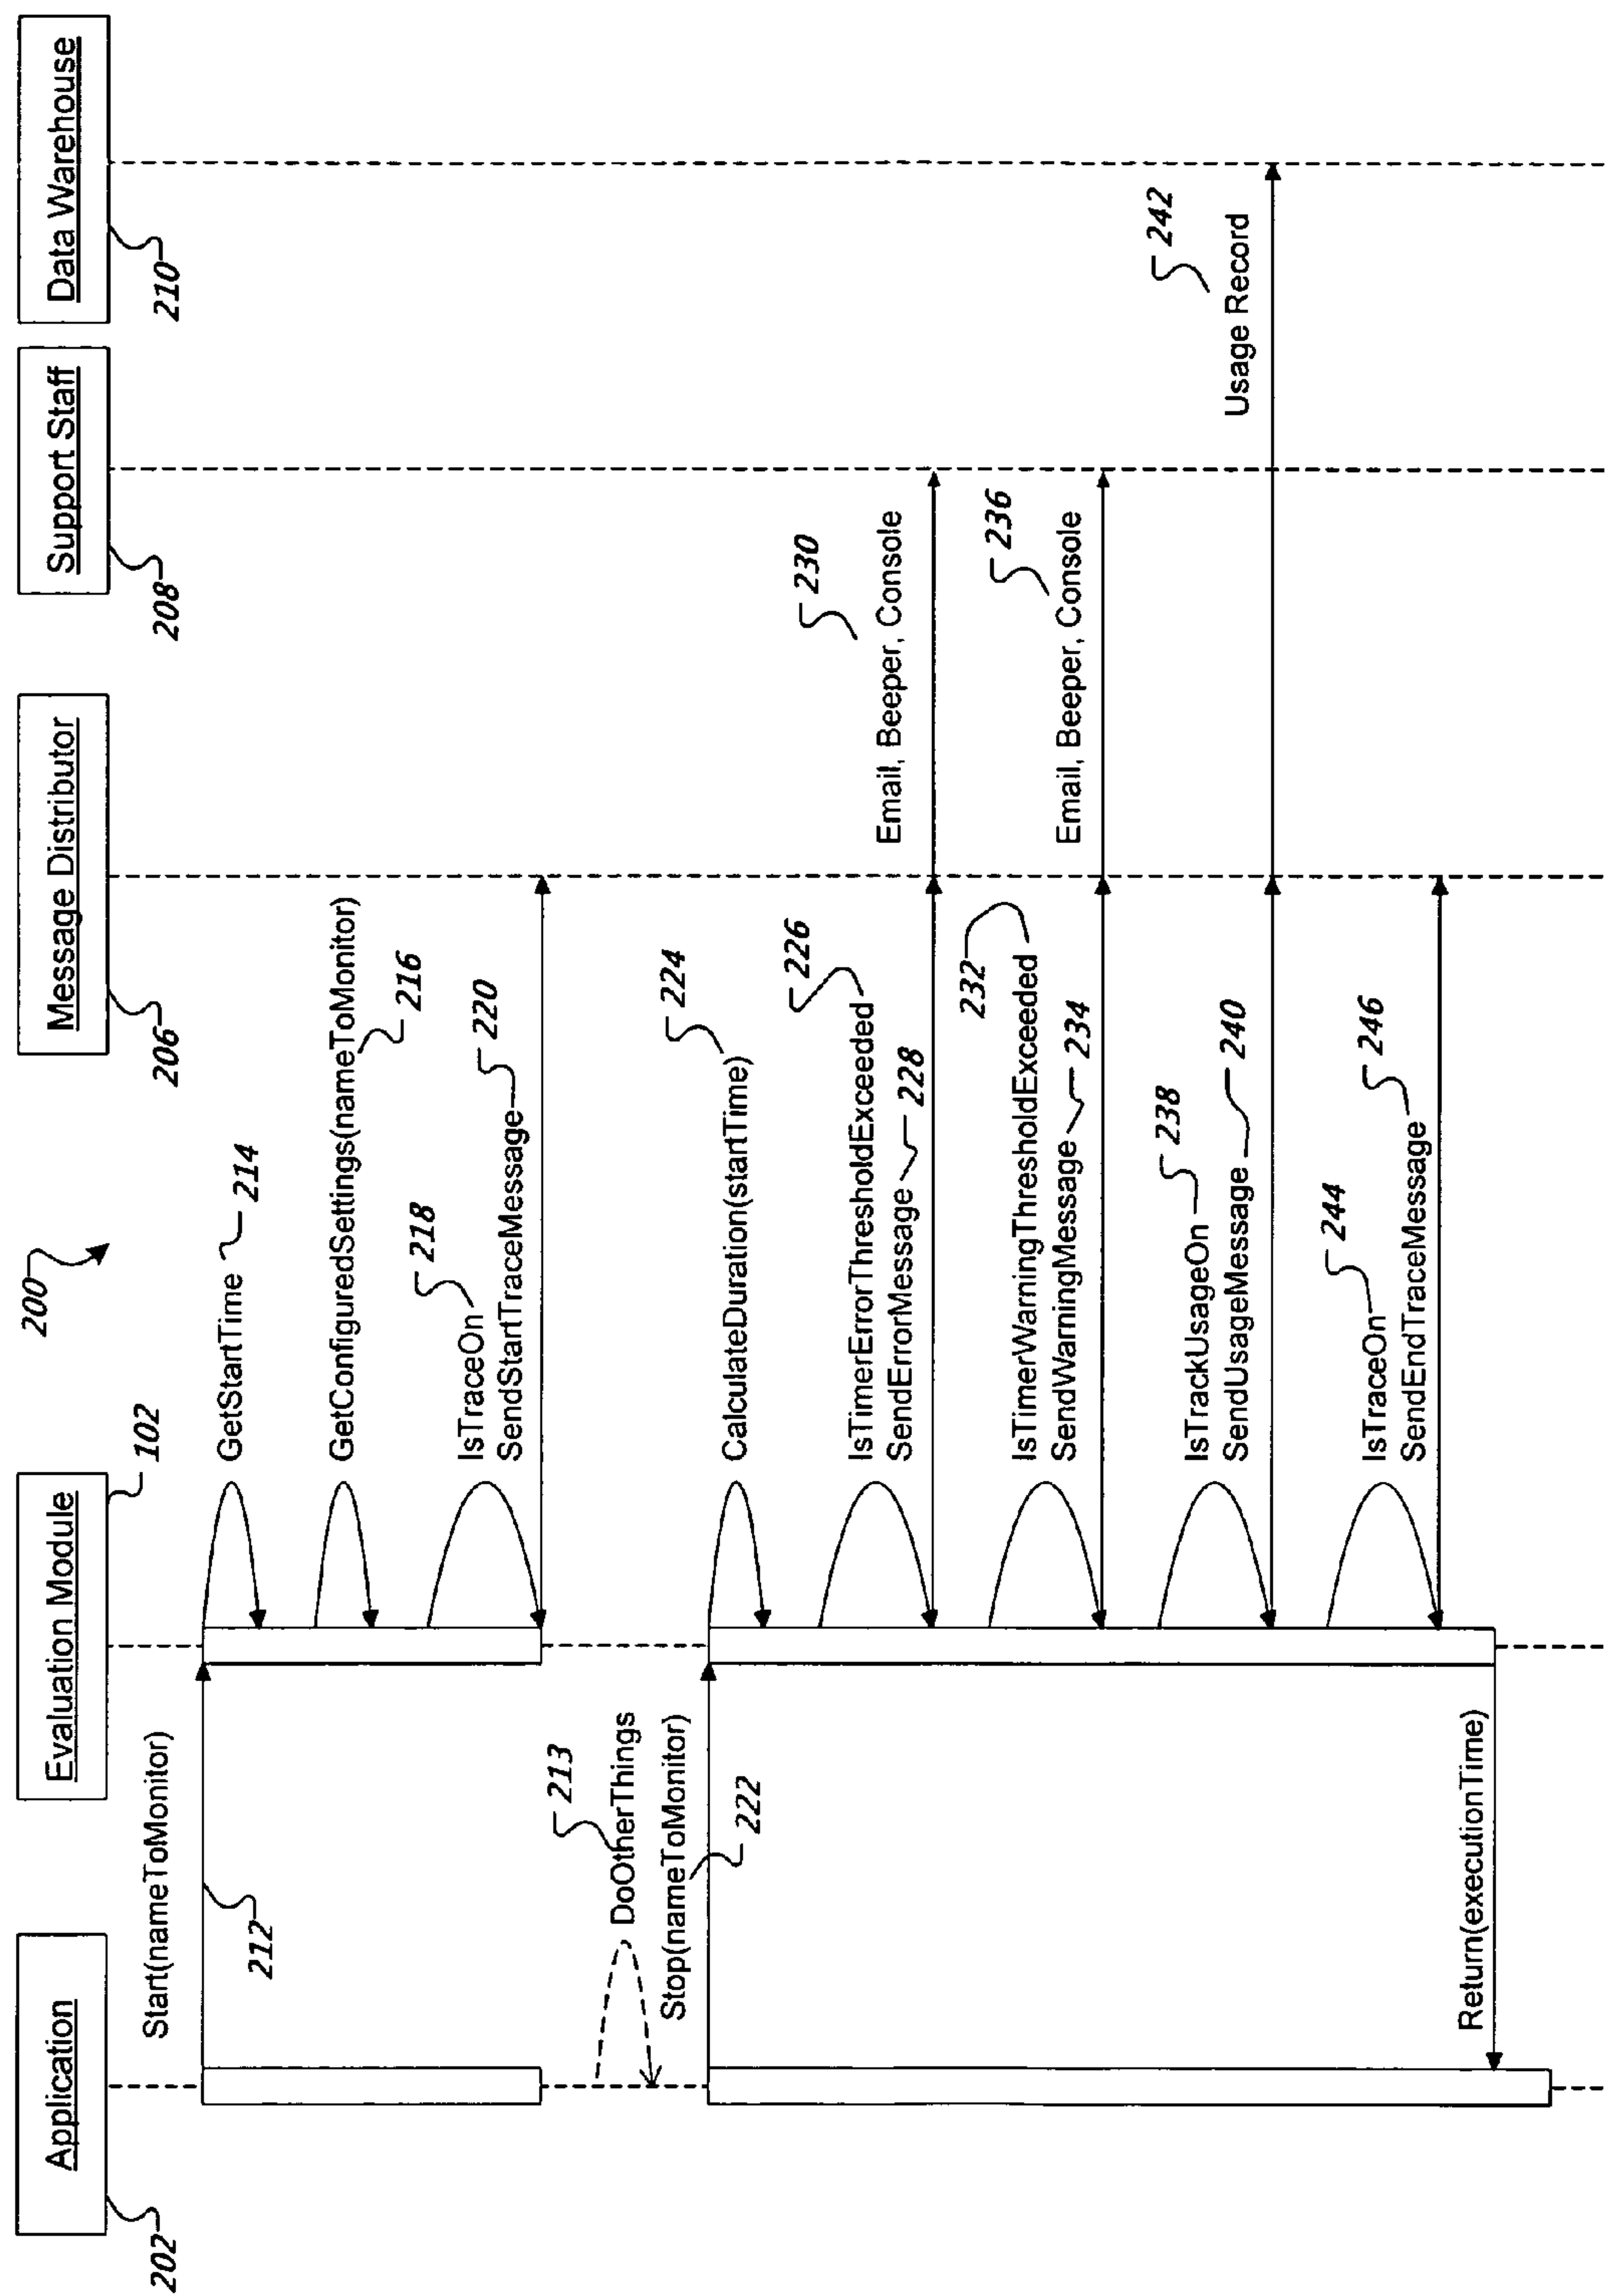 200
Application
202
Evaluation Module
102
Message Distributor
206
Support Staff
208
Data Warehouse
210
Start(nameToMonitor)
212
GetStartTime
214
GetConfiguredSettings(nameToMonitor)
216
218
IsTraceOn
SendStartTraceMessage
220
213
DoOtherThings
Stop(nameToMonitor)
222
CalculateDuration(startTime)
224
IsTimerErrorThresholdExceeded
226
SendErrorMessage
228
Email, Beeper, Console
230
IsTimerWarningThresholdExceeded
232
SendWarningMessage
234
Email, Beeper, Console
236
IsTrackUsageOn
238
SendUsageMessage
240
Usage Record
242
IsTraceOn
244
SendEndTraceMessage
246
Return(executionTime)